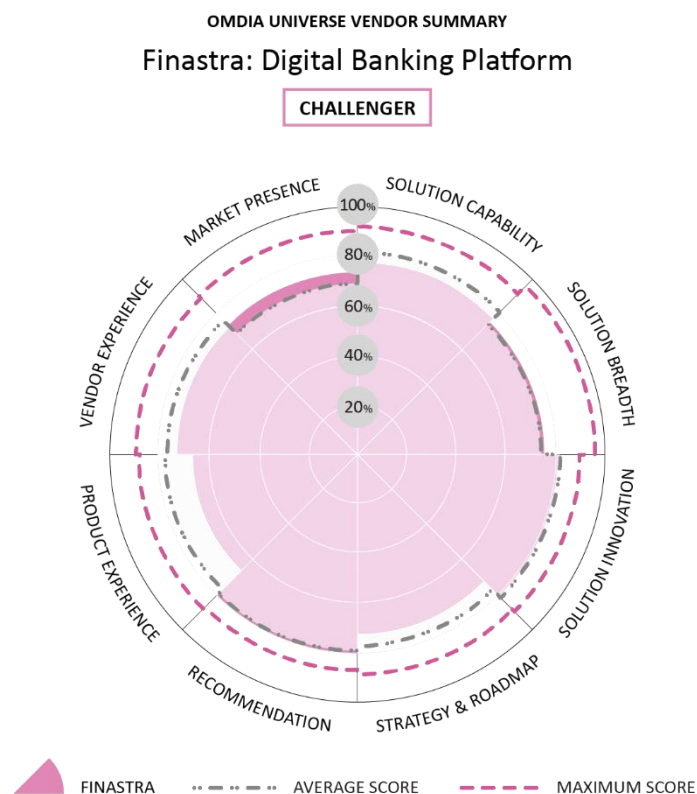 OMDIA UNIVERSE VENDOR SUMMARY
Finastra: Digital Banking Platform
CHALLENGER
MARKET PRESENCE
SOLUTION CAPABILITY
VENDOR EXPERIENCE
SOLUTION BREADTH
100%
80%
60%
40%
20%
PRODUCT EXPERIENCE
SOLUTION INNOVATION
RECOMMENDATION
STRATEGY & ROADMAP
FINASTRA
AVERAGE SCORE
MAXIMUM SCORE